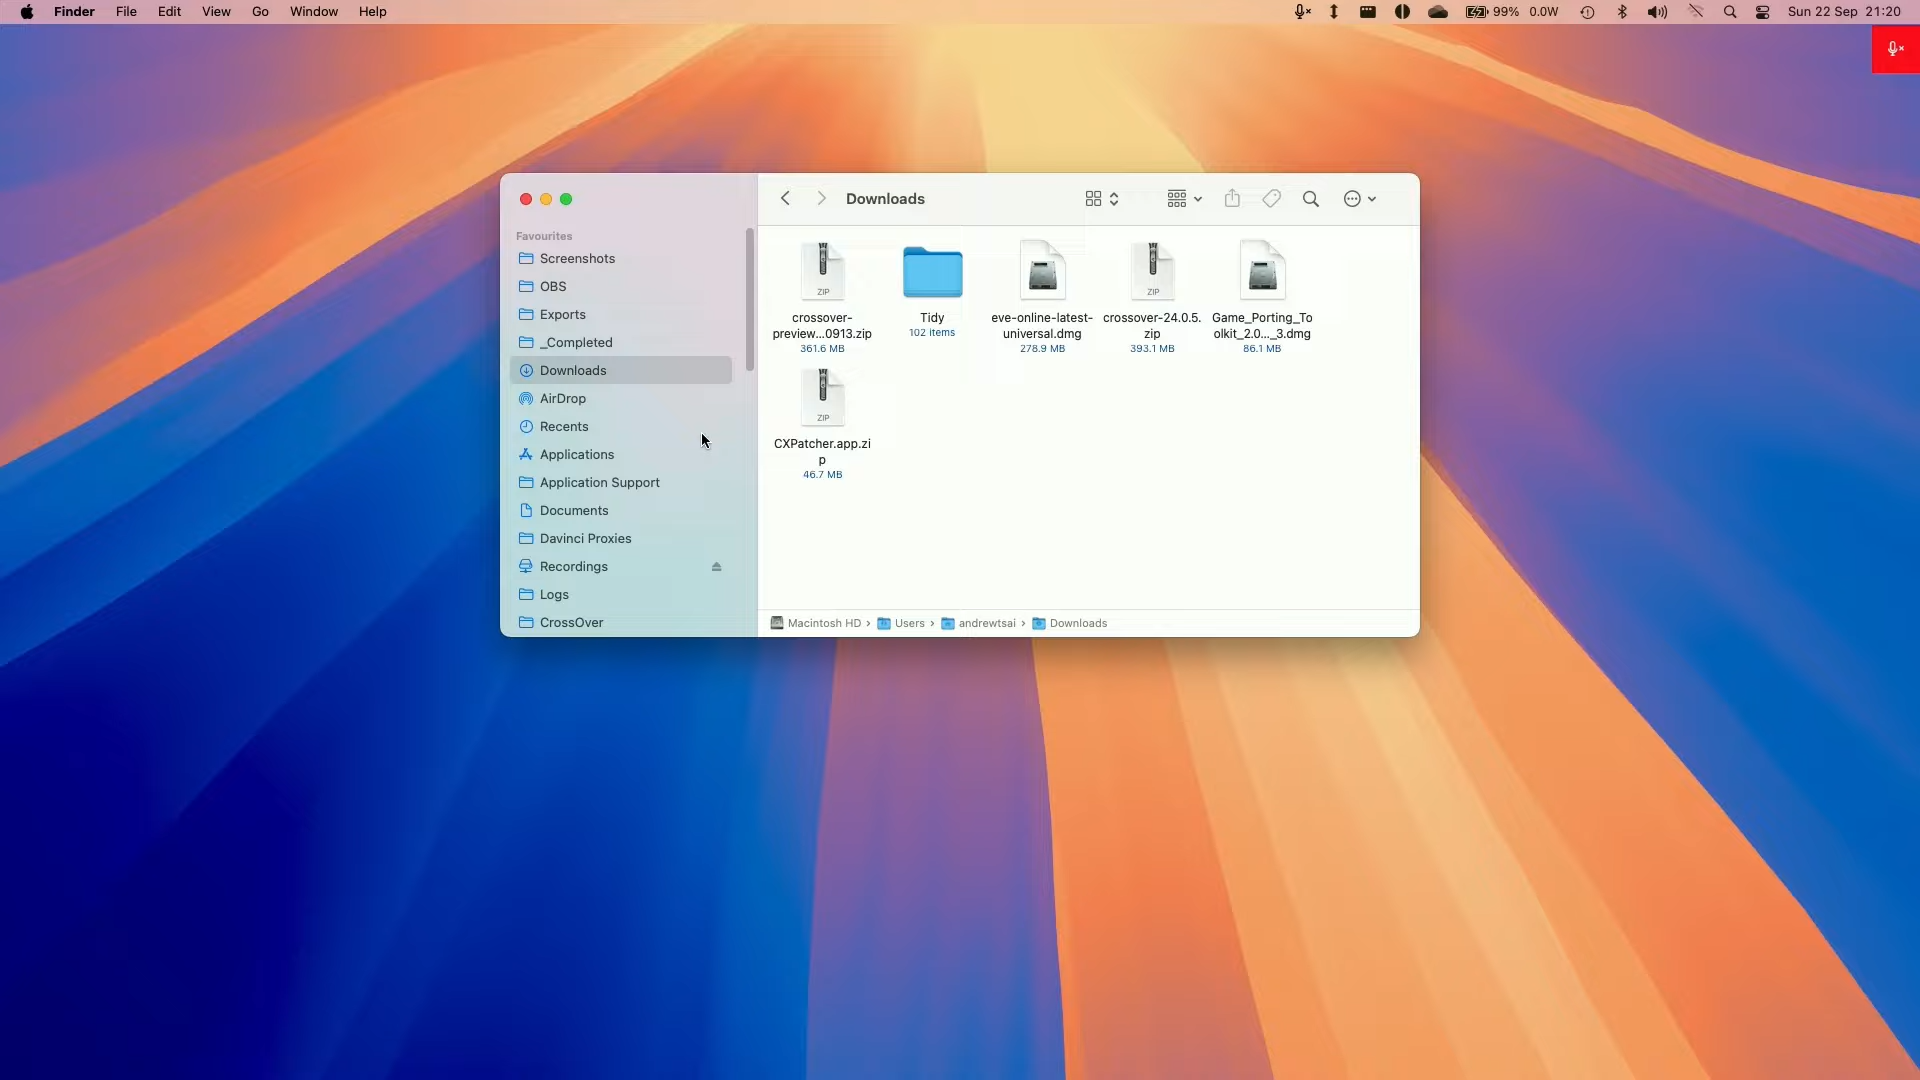 Finder File Edit View Go Window Help 99% 0.0W Sun 22 Sep 21:20
Downloads
Favourites
Screenshots
OBS
Exports
_Completed
Downloads
AirDrop
Recents
Applications
Application Support
Documents
Davinci Proxies
Recordings
Logs
CrossOver
ZIP
crossover-
preview...0913.zip
361.6 MB
Tidy
102 items
eve-online-latest-
universal.dmg
278.9 MB
ZIP
crossover-24.0.5.
zip
393.1 MB
Game_Porting_To
olkit_2.0..._3.dmg
86.1 MB
ZIP
CXPatcher.app.zi
p
46.7 MB
Macintosh HD › Users › andrewtsai › Downloads